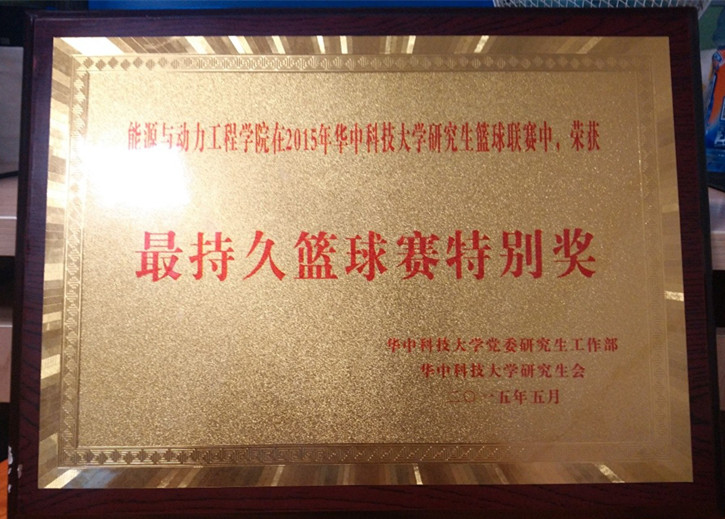 能源与动力工程学院在2015年华中科技大学研究生篮球联赛中，荣获
最持久篮球赛特别奖
华中科技大学党委研究生工作部
华中科技大学研究生会
二〇一五年五月